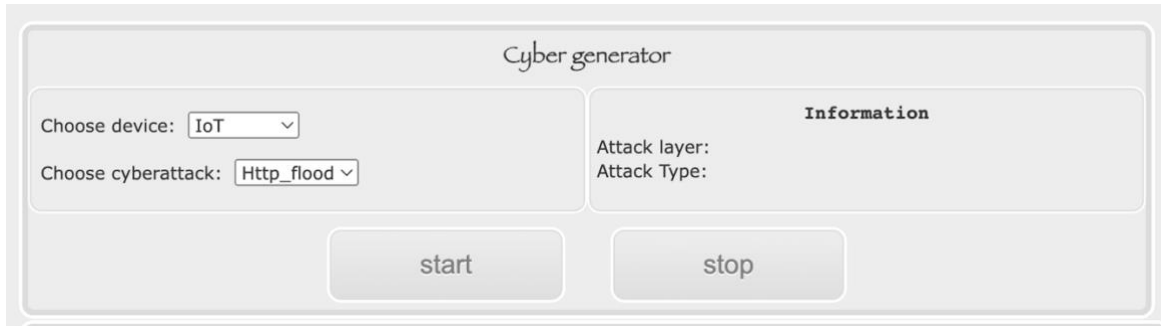 Cyber generator
Choose device: IoT
Choose cyberattack: Http_flood
Information
Attack layer:
Attack Type:
start
stop